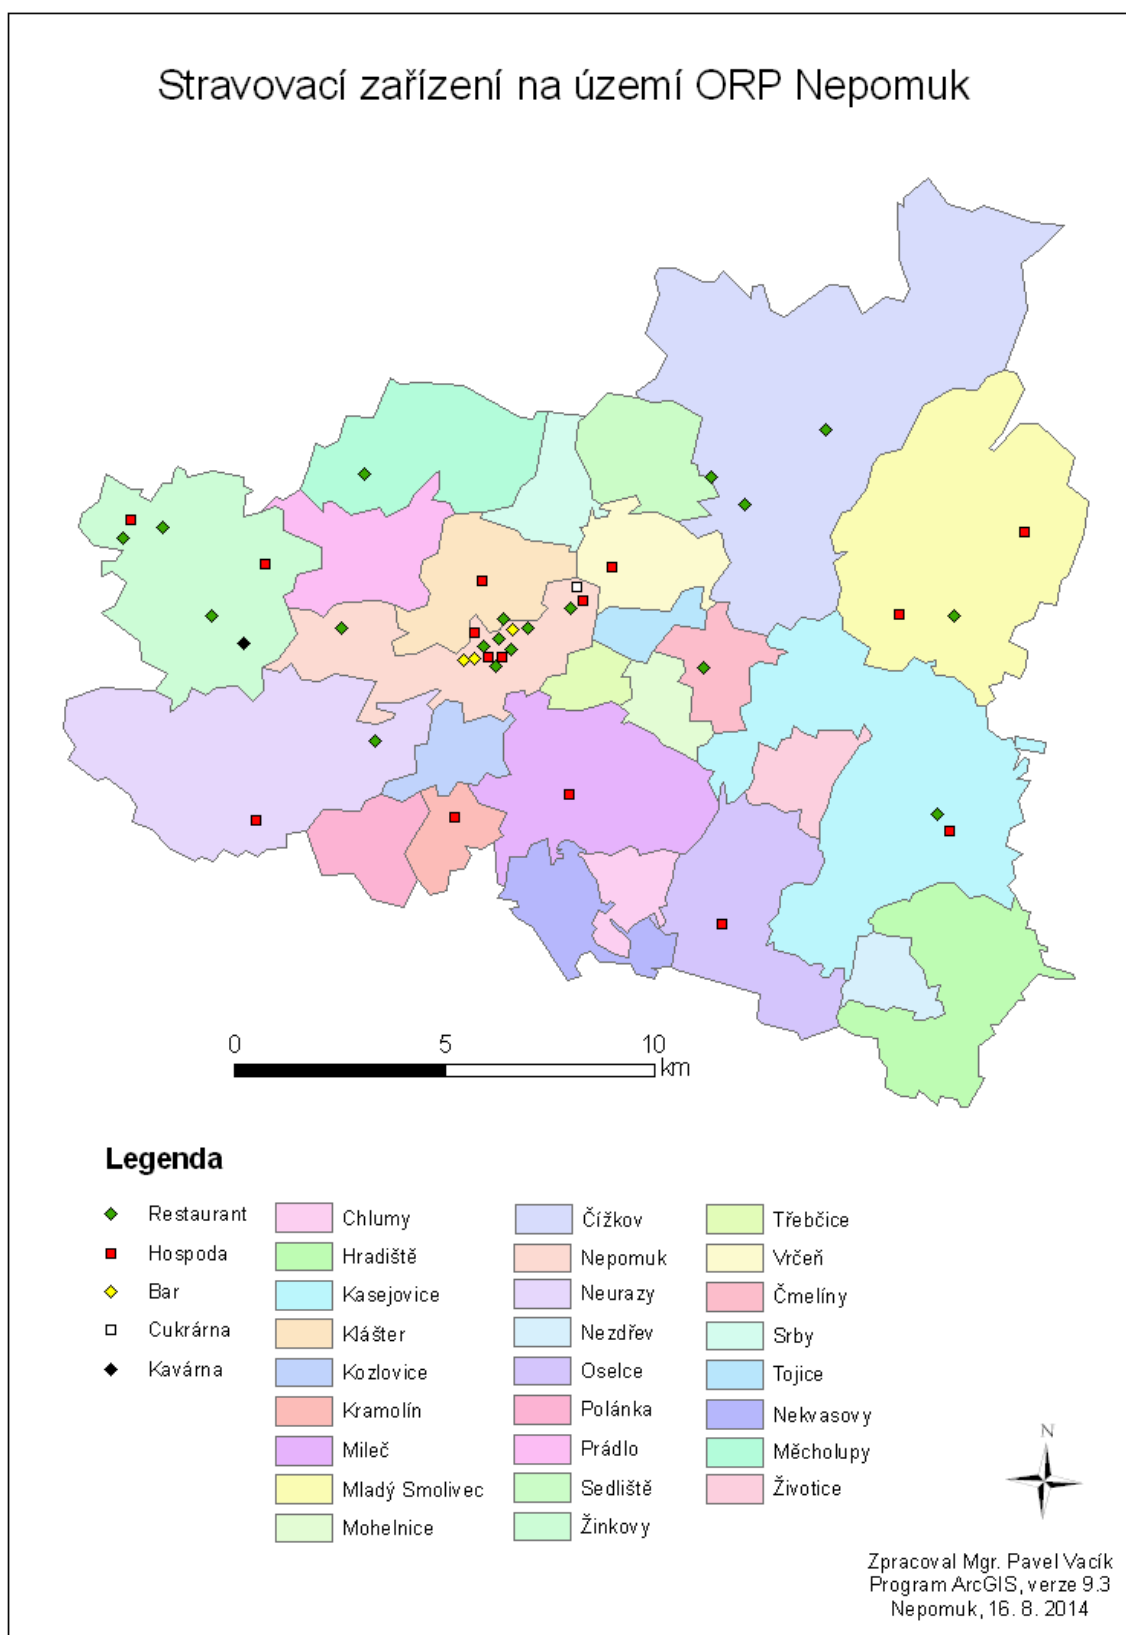 Stravovací zařízení na území ORP Nepomuk
0 5 10
km
Legenda
Restaurant
Hospoda
Bar
Cukrárna
Kavárna
Chlumy
Hradiště
Kasejovice
Klášter
Kozlovice
Kramolín
Mileč
Mladý Smolivec
Mohelnice
Čížkov
Nepomuk
Neurazy
Nezdřev
Oselce
Polánka
Prádlo
Sedliště
Žinkovy
Třebčice
Vrčeň
Čmelíny
Srby
Tojice
Nekvasovy
Měcholupy
Životice
N
Zpracoval Mgr. Pavel Vacík
Program ArcGIS, verze 9.3
Nepomuk, 16. 8. 2014